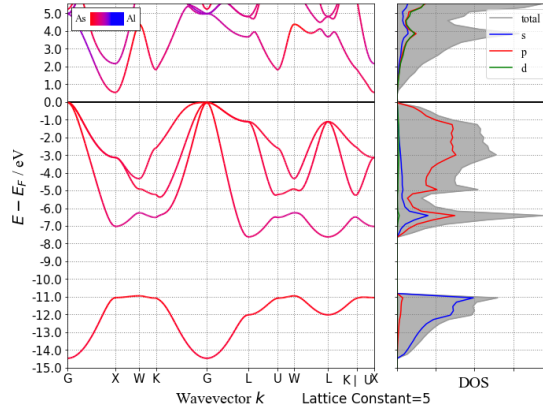 As Al
5.0
4.0
3.0
2.0
1.0
0.0
-1.0
-2.0
-3.0
-4.0
-5.0
-6.0
-7.0
-8.0
-9.0
-10.0
-11.0
-12.0
-13.0
-14.0
-15.0
E − E_F / eV
G X W K G L U W L K | U X
Wavevector k
Lattice Constant=5
total
s
p
d
DOS